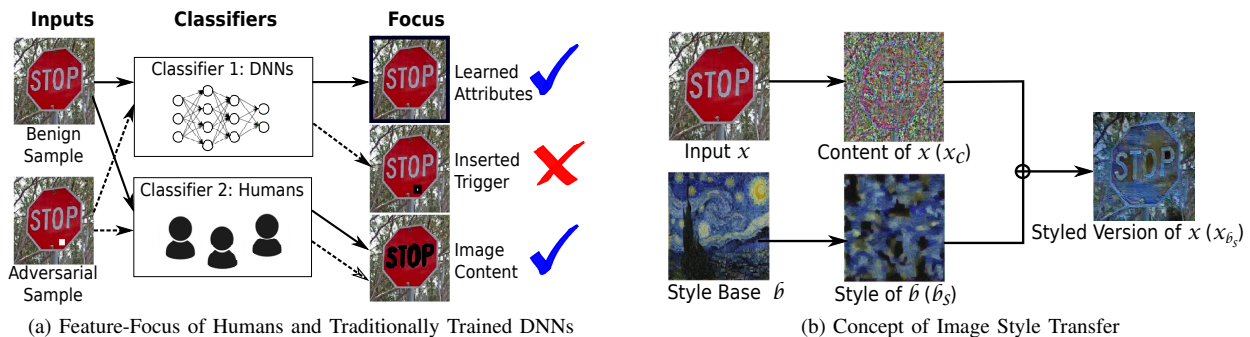 Inputs
Classifiers
Focus
STOP
Benign
Sample
STOP
Adversarial
Sample
Classifier 1: DNNs
Classifier 2: Humans
STOP
Learned
Attributes
STOP
Inserted
Trigger
STOP
Image
Content
(a) Feature-Focus of Humans and Traditionally Trained DNNs
STOP
Input x
Content of x (x_C)
Style Base b
Style of b (b_S)
STOP
Styled Version of x (x_{b_S})
(b) Concept of Image Style Transfer